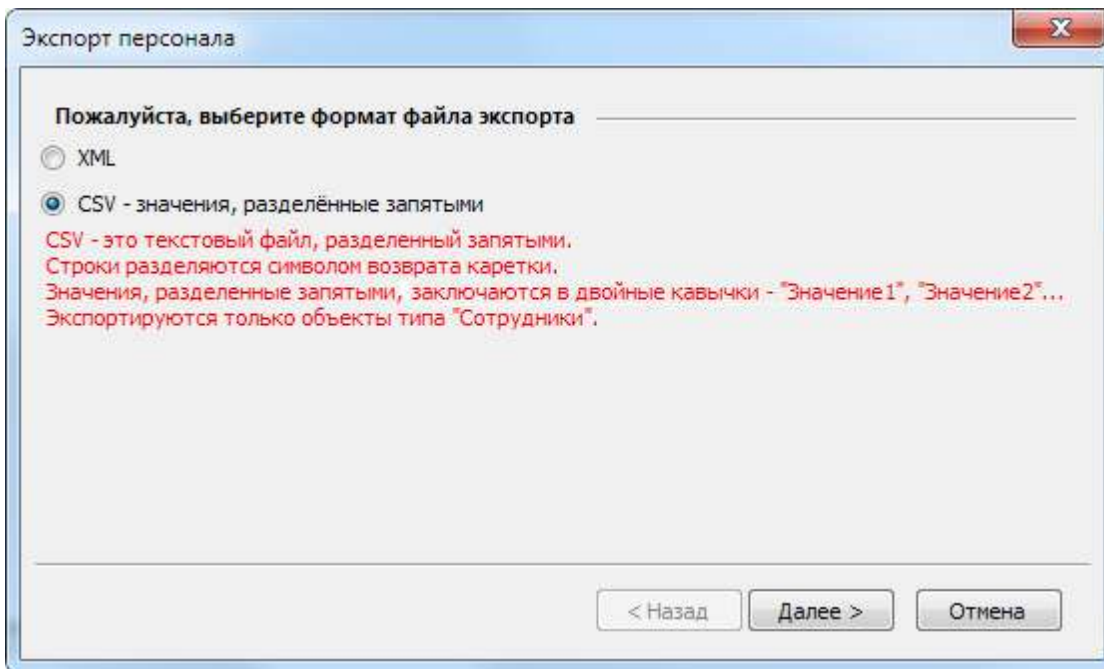 Экспорт персонала
Пожалуйста, выберите формат файла экспорта
XML
CSV - значения, разделённые запятыми
CSV - это текстовый файл, разделенный запятыми.
Строки разделяются символом возврата каретки.
Значения, разделенные запятыми, заключаются в двойные кавычки - "Значение1", "Значение2"...
Экспортируются только объекты типа "Сотрудники".
< Назад Далее > Отмена